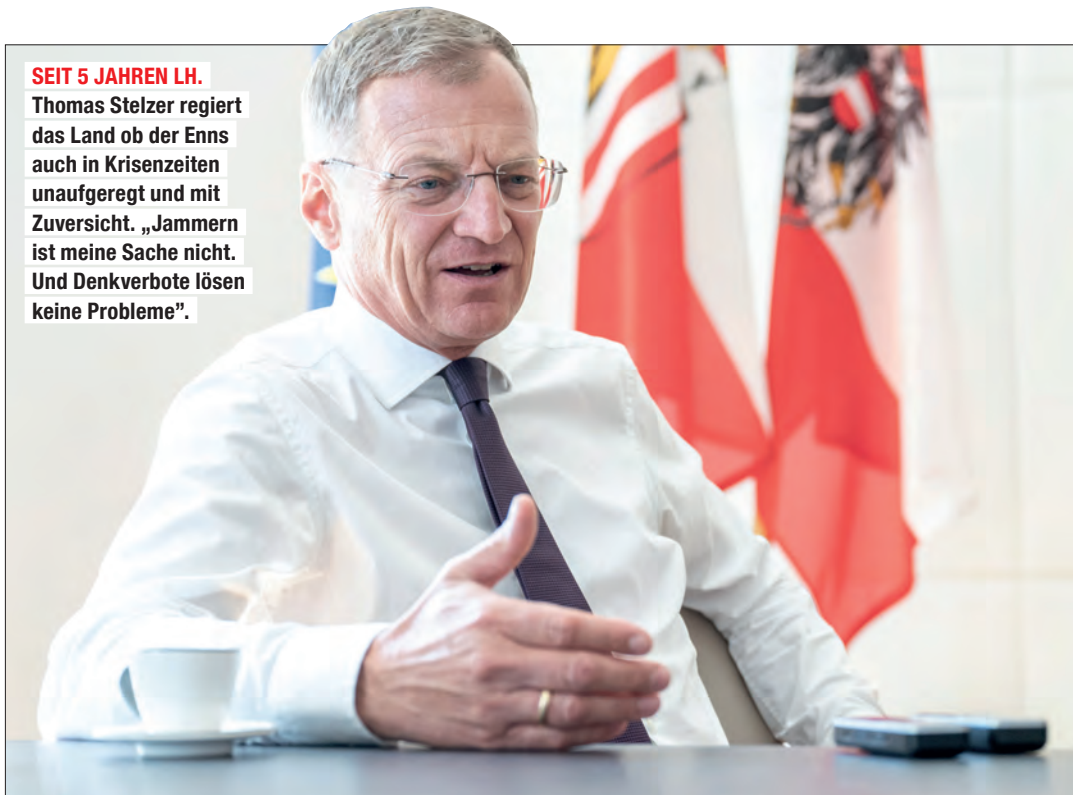 SEIT 5 JAHREN LH.
Thomas Stelzer regiert
das Land ob der Enns
auch in Krisenzeiten
unaufgeregt und mit
Zuversicht. „Jammern
ist meine Sache nicht.
Und Denkverbote lösen
keine Probleme”.